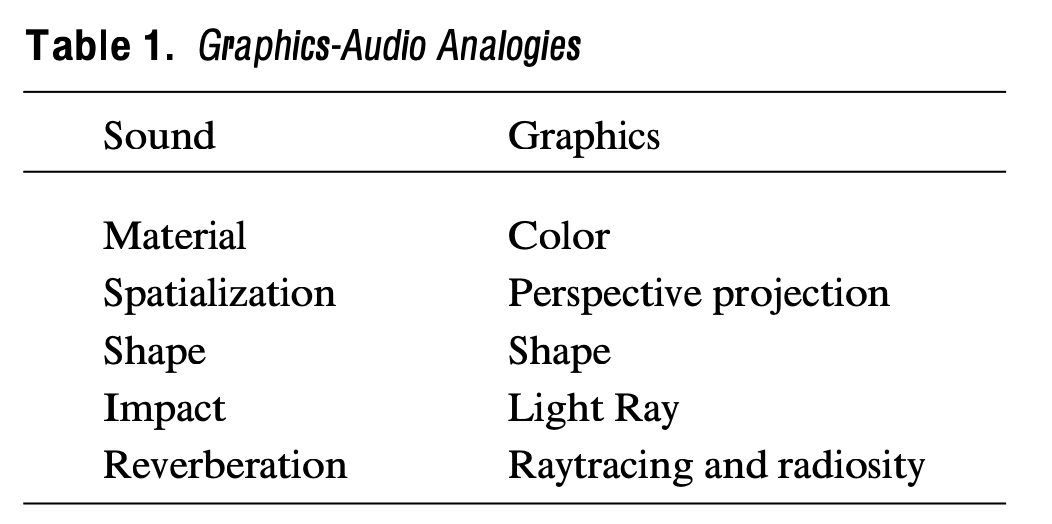 Table 1. Graphics-Audio Analogies
Sound Graphics
Material Color
Spatialization Perspective projection
Shape Shape
Impact Light Ray
Reverberation Raytracing and radiosity